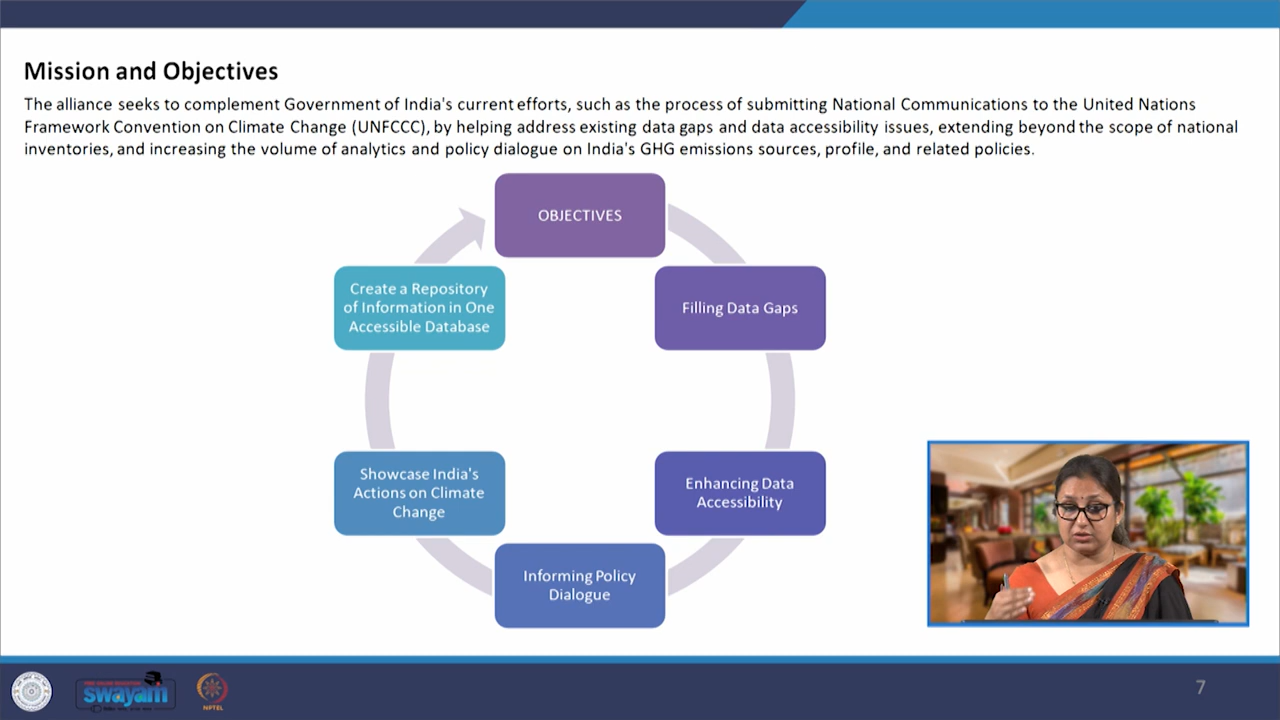 Mission and Objectives
The alliance seeks to complement Government of India's current efforts, such as the process of submitting National Communications to the United Nations
Framework Convention on Climate Change (UNFCCC), by helping address existing data gaps and data accessibility issues, extending beyond the scope of national
inventories, and increasing the volume of analytics and policy dialogue on India's GHG emissions sources, profile, and related policies.
OBJECTIVES
Filling Data Gaps
Enhancing Data
Accessibility
Informing Policy
Dialogue
Showcase India's
Actions on Climate
Change
Create a Repository
of Information in One
Accessible Database
swayam
NPTEL
7